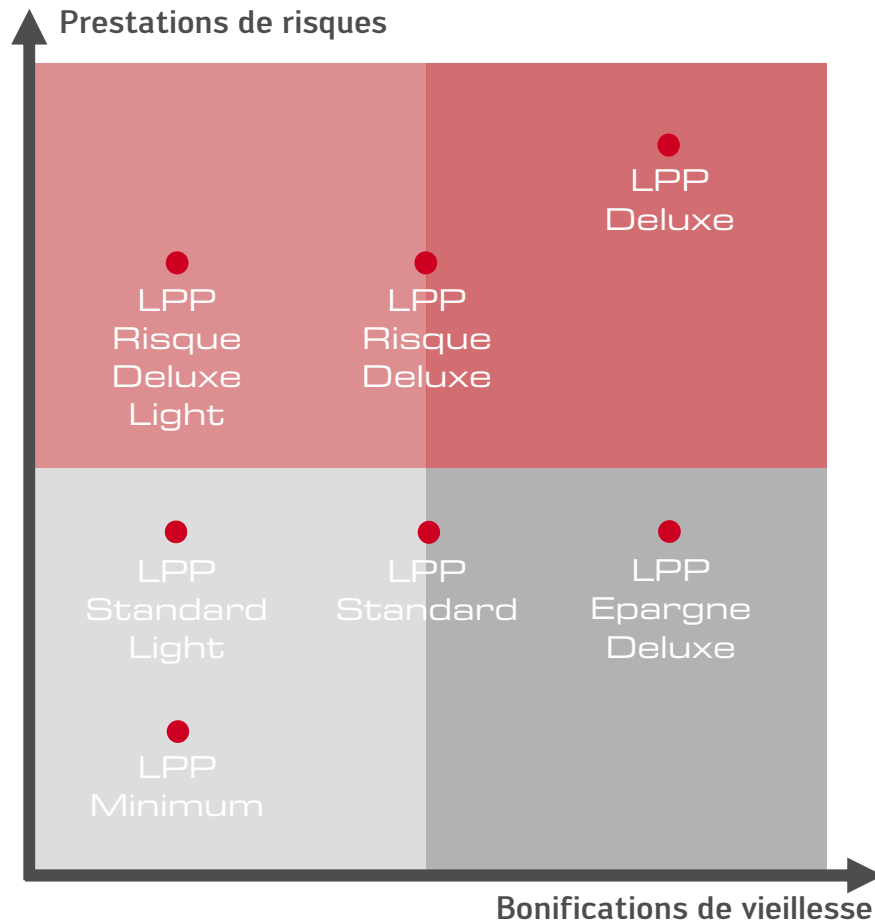 Prestations de risques
LPP
Deluxe
LPP
Risque
Deluxe
Light
LPP
Risque
Deluxe
LPP
Standard
Light
LPP
Standard
LPP
Epargne
Deluxe
LPP
Minimum
Bonifications de vieillesse